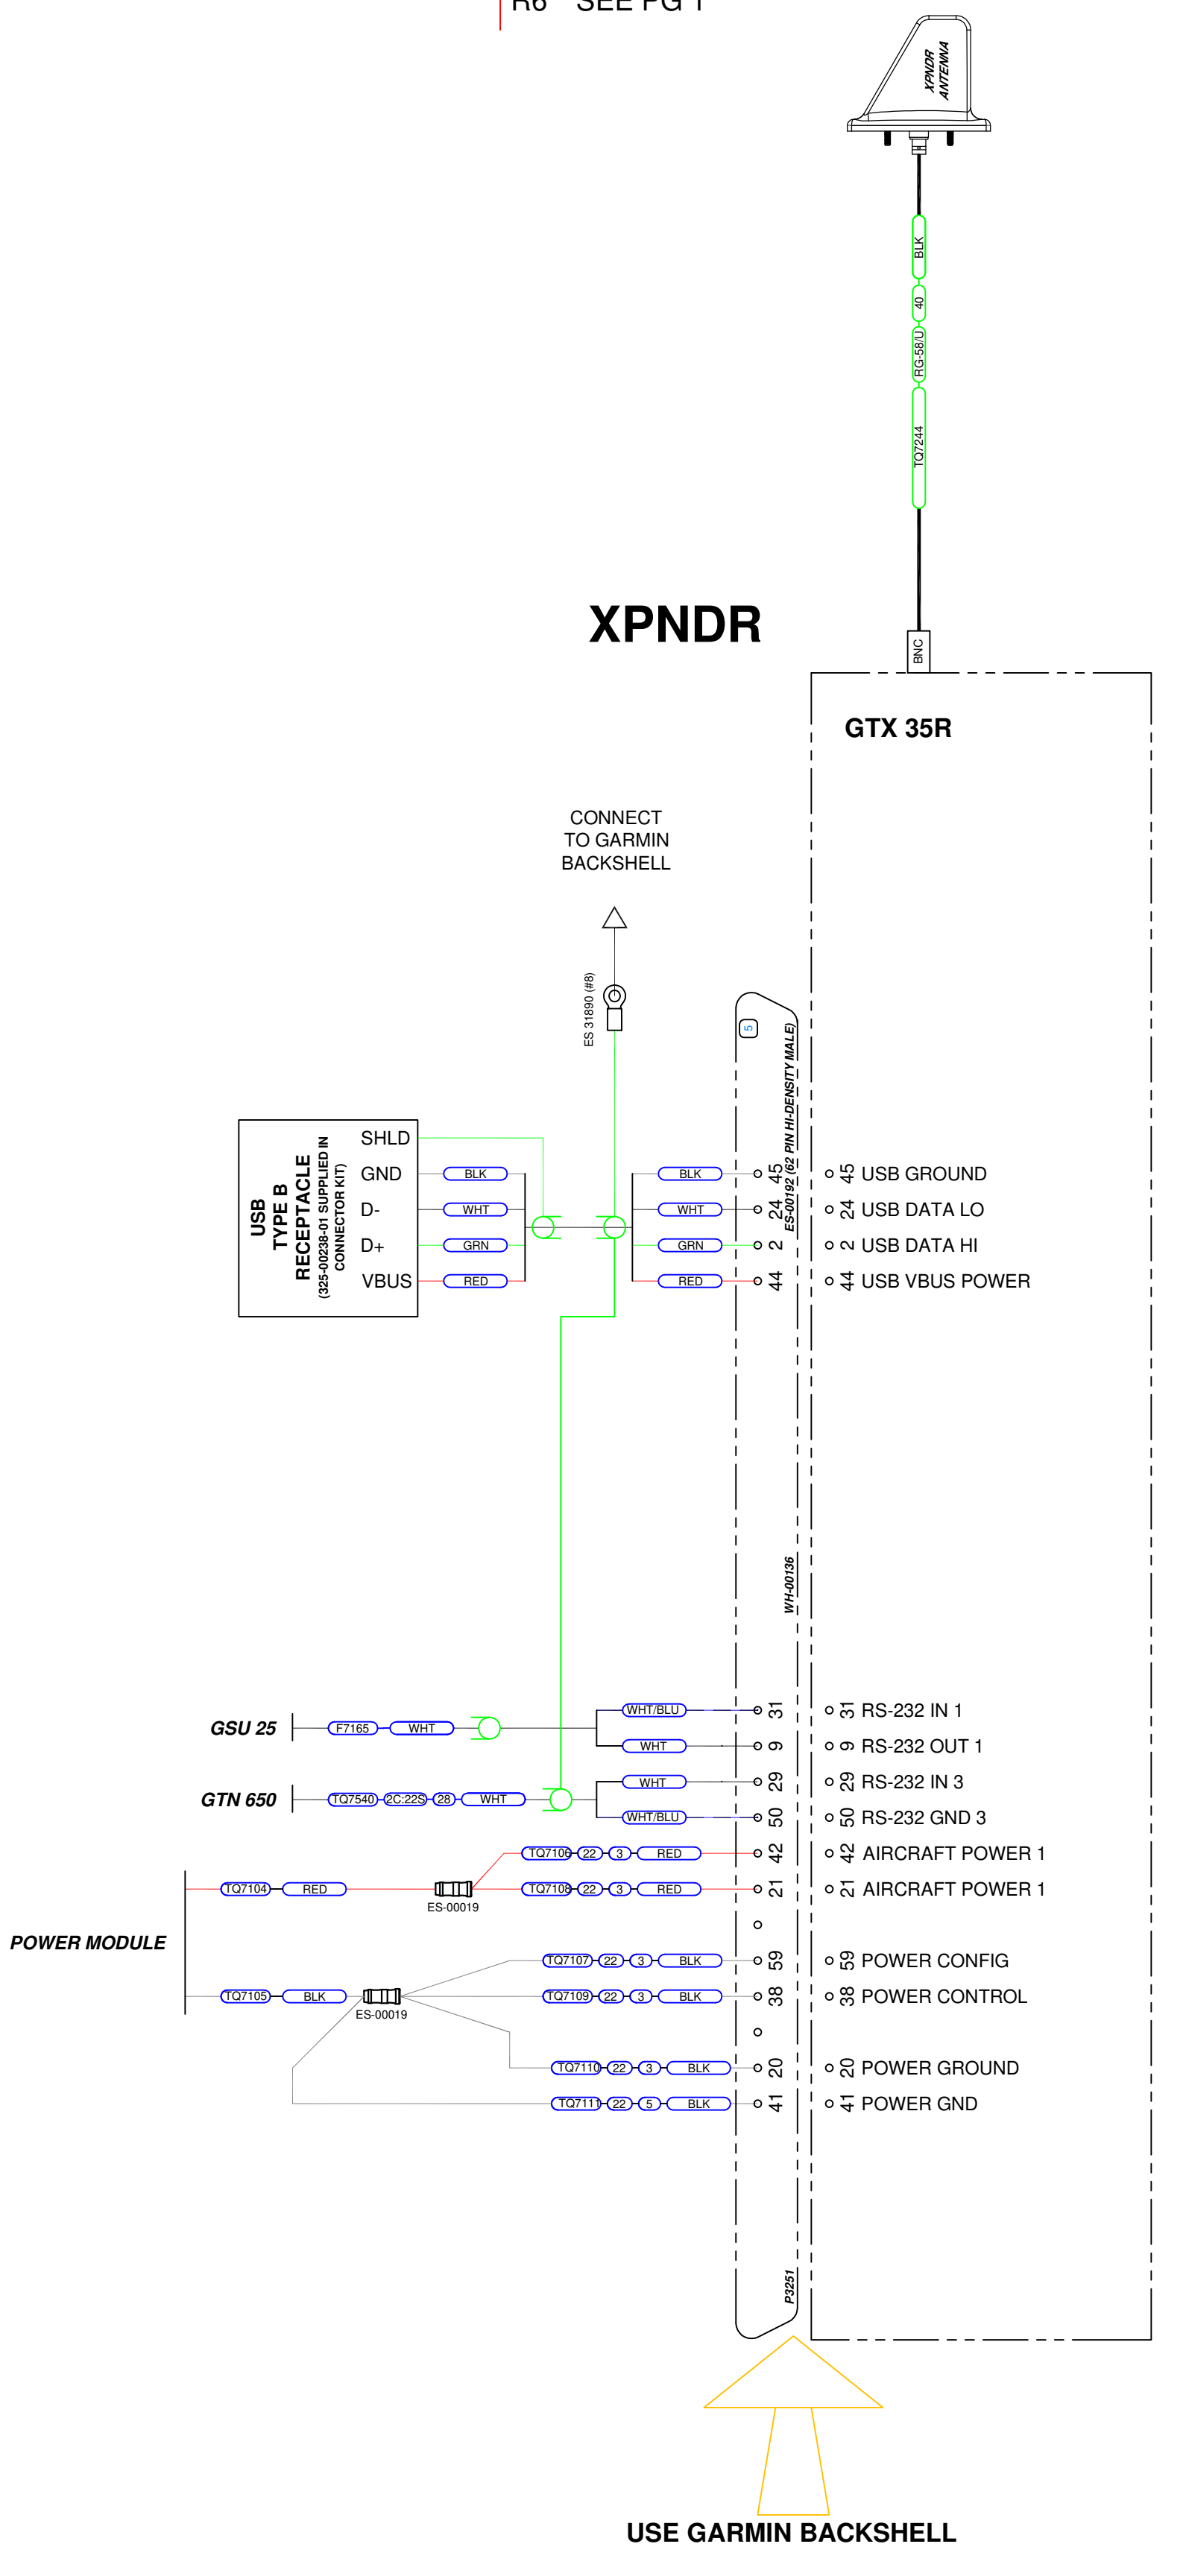 R6 SEE PG 1
XPNDR
ANTENNA
BLK
40
RG-58/U
TQ7244
BNC
XPNDR
GTX 35R
CONNECT
TO GARMIN
BACKSHELL
ES 31890 (#8)
5
ES-00192 (62 PIN HI-DENSITY MALE)
USB
TYPE B
RECEPTACLE
(325-00238-01 SUPPLIED IN
CONNECTOR KIT)
SHLD
GND BLK BLK 45 45 USB GROUND
D- WHT WHT 24 24 USB DATA LO
D+ GRN GRN 2 2 USB DATA HI
VBUS RED RED 44 44 USB VBUS POWER
WH-00136
WHT/BLU 31 31 RS-232 IN 1
GSU 25 F7165 WHT
WHT 9 9 RS-232 OUT 1
WHT 29 29 RS-232 IN 3
GTN 650 TQ7540 2C:22S 28 WHT
WHT/BLU 50 50 RS-232 GND 3
TQ7106 22 3 RED 42 42 AIRCRAFT POWER 1
TQ7104 RED TQ7108 22 3 RED 21 21 AIRCRAFT POWER 1
ES-00019
POWER MODULE
TQ7107 22 3 BLK 59 59 POWER CONFIG
TQ7105 BLK TQ7109 22 3 BLK 38 38 POWER CONTROL
ES-00019
TQ7110 22 3 BLK 20 20 POWER GROUND
TQ7111 22 5 BLK 41 41 POWER GND
P3251
USE GARMIN BACKSHELL